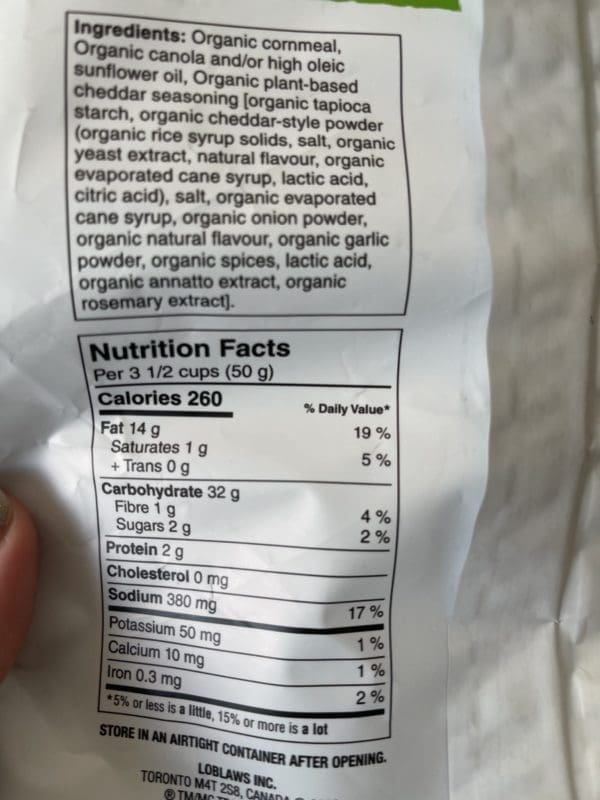 Ingredients: Organic cornmeal,
Organic canola and/or high oleic
sunflower oil, Organic plant-based
cheddar seasoning [organic tapioca
starch, organic cheddar-style powder
(organic rice syrup solids, salt, organic
yeast extract, natural flavour, organic
evaporated cane syrup, lactic acid,
citric acid), salt, organic evaporated
cane syrup, organic onion powder,
organic natural flavour, organic garlic
powder, organic spices, lactic acid,
organic annatto extract, organic
rosemary extract].
Nutrition Facts
Per 3 1/2 cups (50 g)
Calories 260
% Daily Value*
Fat 14 g 19 %
Saturates 1 g
+ Trans 0 g 5 %
Carbohydrate 32 g
Fibre 1 g 4 %
Sugars 2 g 2 %
Protein 2 g
Cholesterol 0 mg
Sodium 380 mg 17 %
Potassium 50 mg 1 %
Calcium 10 mg 1 %
Iron 0.3 mg 2 %
*5% or less is a little, 15% or more is a lot
STORE IN AN AIRTIGHT CONTAINER AFTER OPENING.
LOBLAWS INC.
TORONTO M4T 2S8, CANADA
® TM/MC